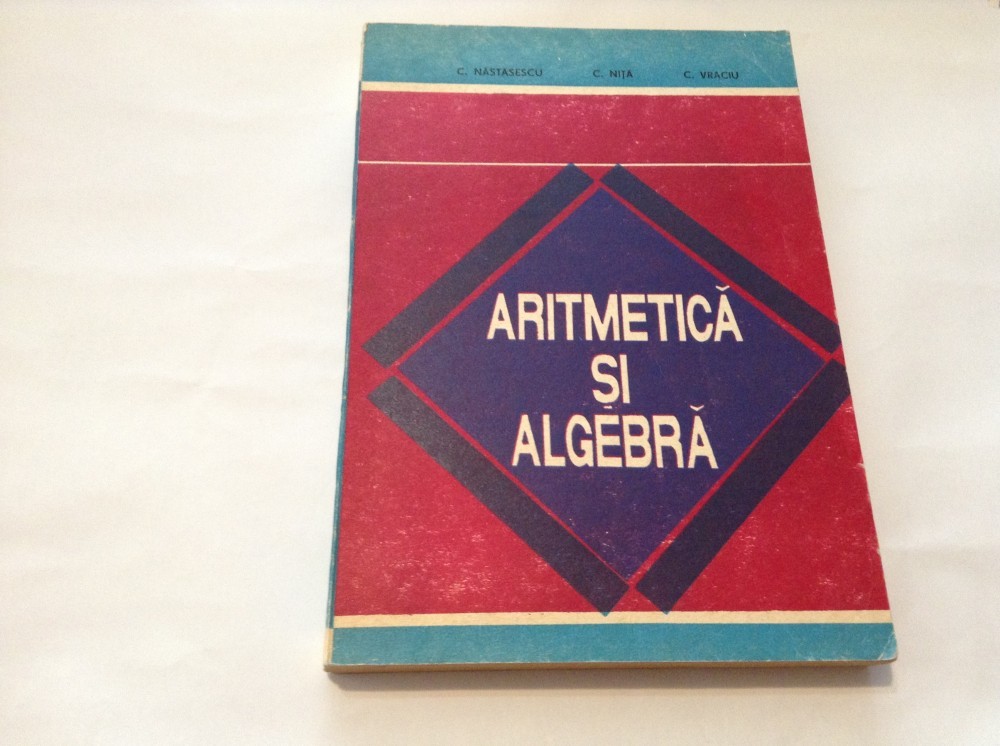 C. NĂSTĂSESCU C. NIȚĂ C. VRACIU
ARITMETICĂ
ȘI
ALGEBRĂ